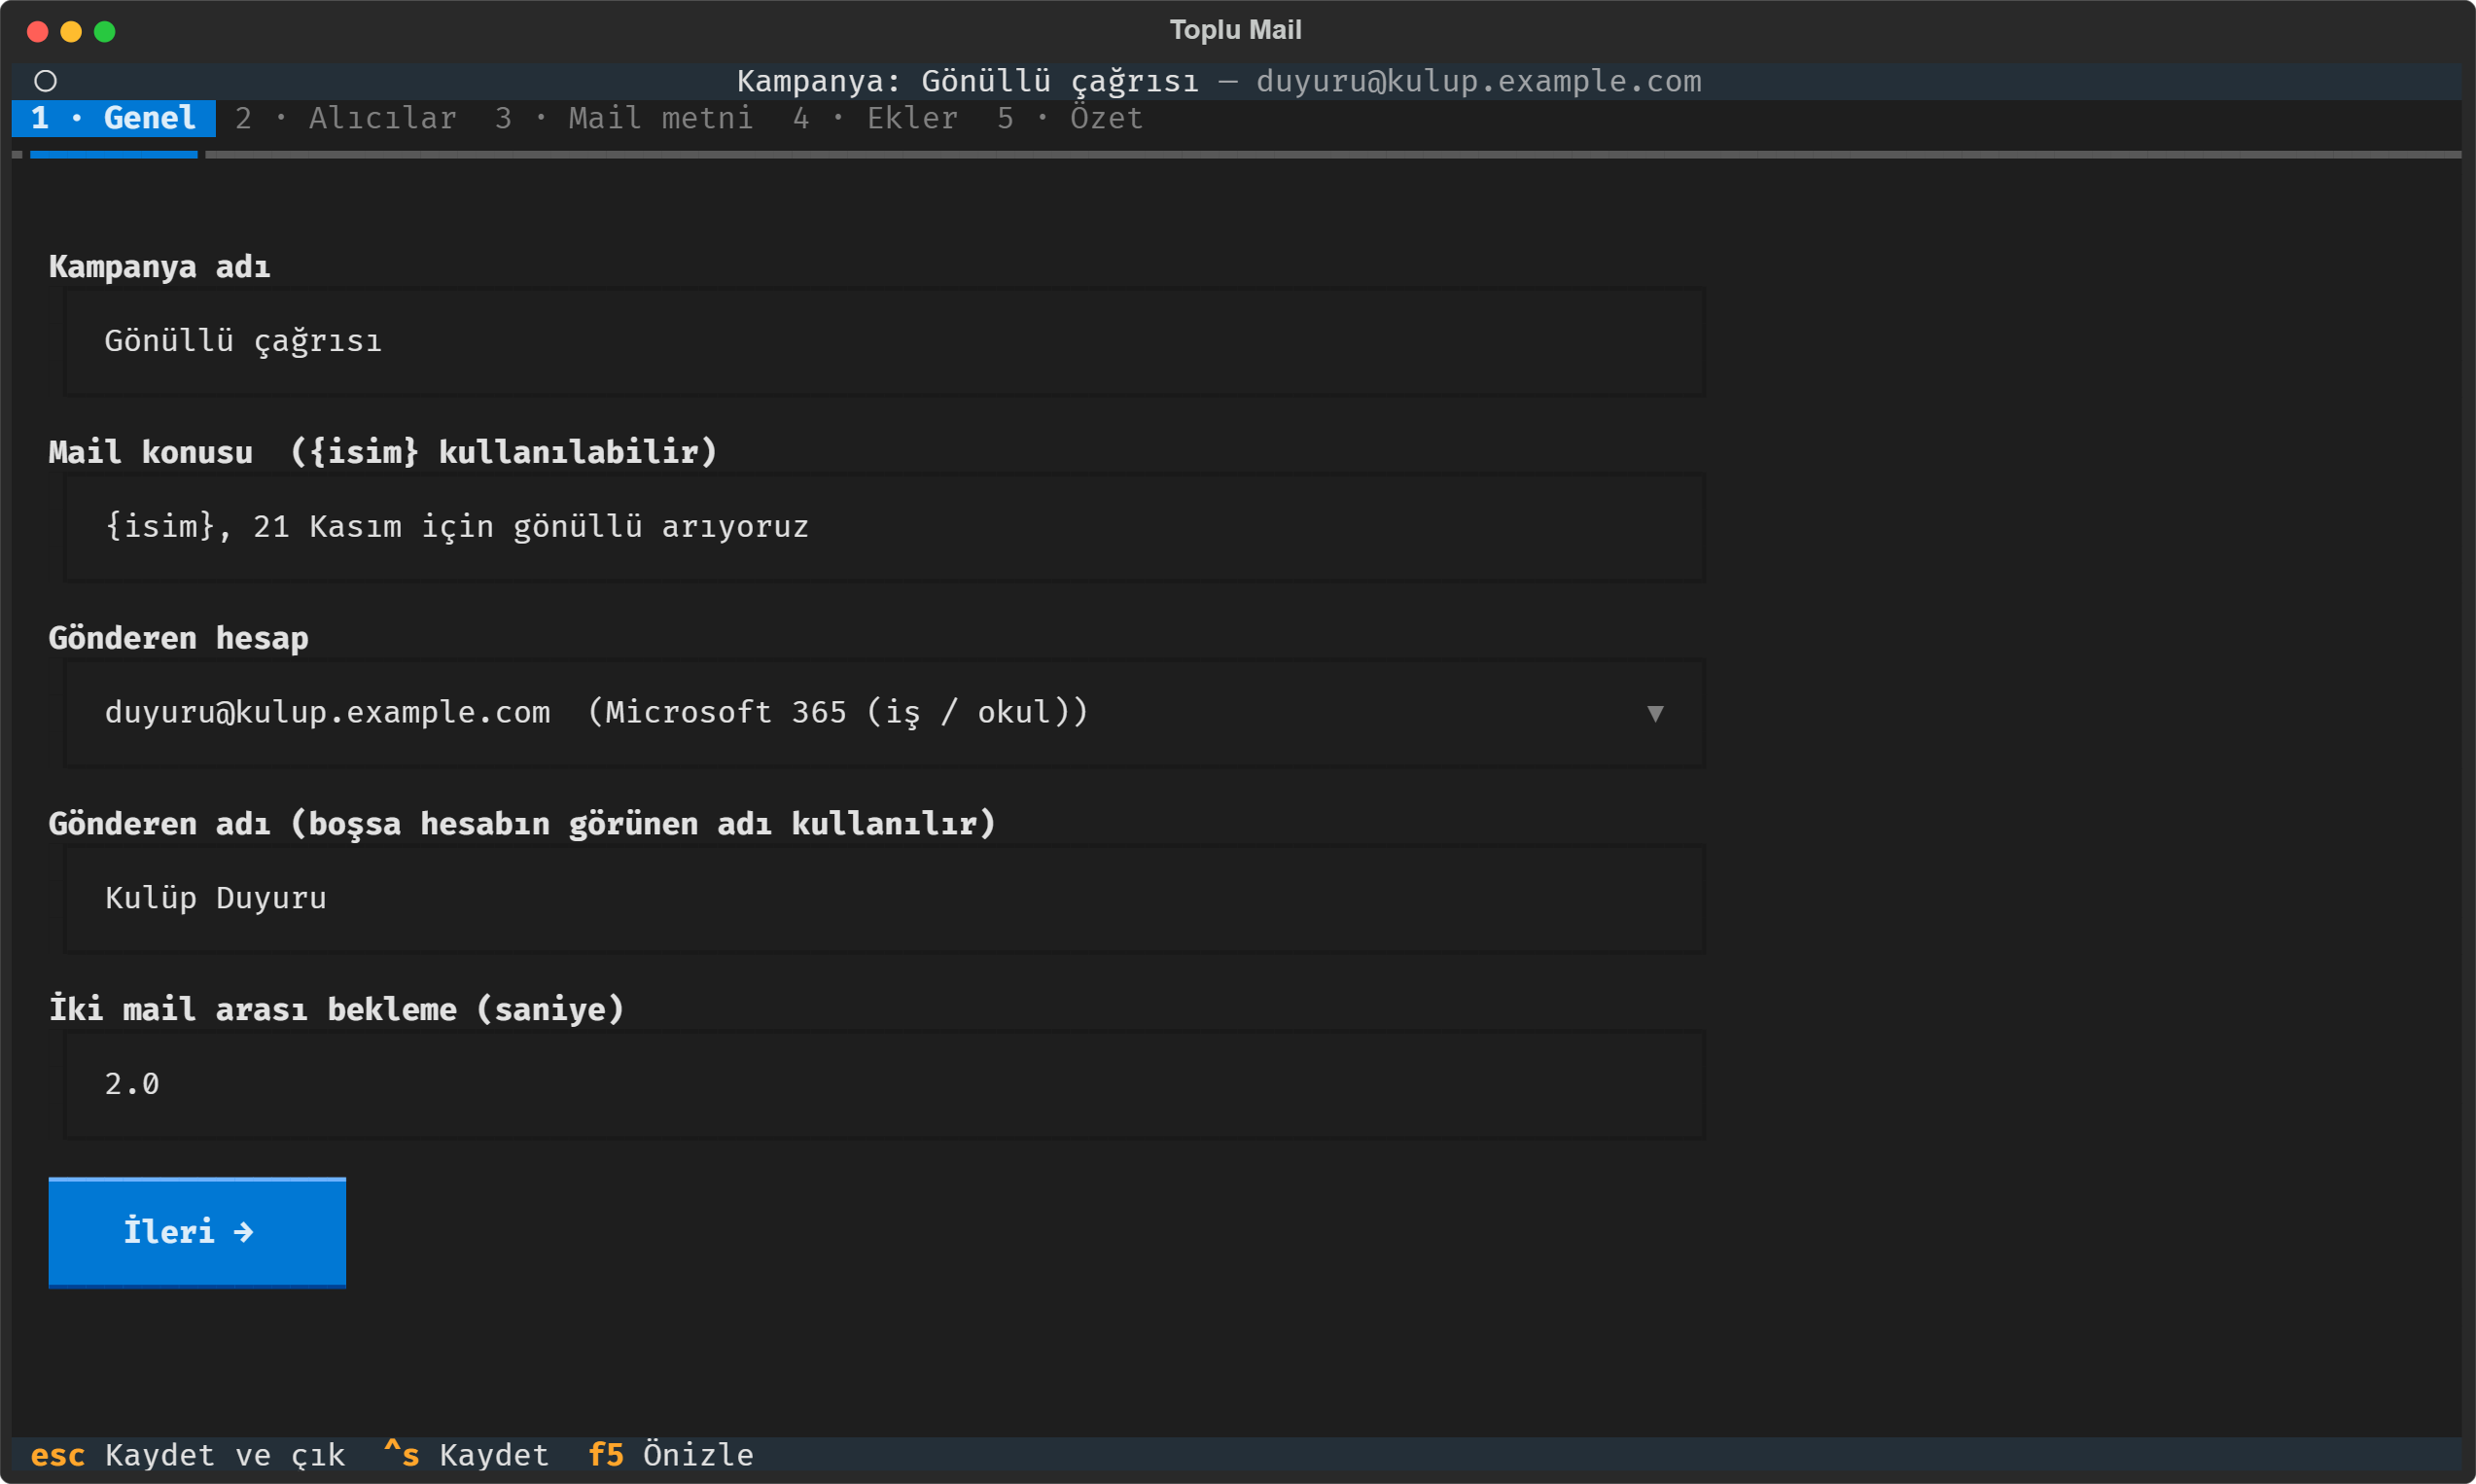 Toplu Mail
Kampanya: Gönüllü çağrısı — duyuru@kulup.example.com
1 · Genel 2 · Alıcılar 3 · Mail metni 4 · Ekler 5 · Özet
Kampanya adı
Gönüllü çağrısı
Mail konusu ({isim} kullanılabilir)
{isim}, 21 Kasım için gönüllü arıyoruz
Gönderen hesap
duyuru@kulup.example.com (Microsoft 365 (iş / okul)) ▼
Gönderen adı (boşsa hesabın görünen adı kullanılır)
Kulüp Duyuru
İki mail arası bekleme (saniye)
2.0
İleri →
esc Kaydet ve çık ^s Kaydet f5 Önizle